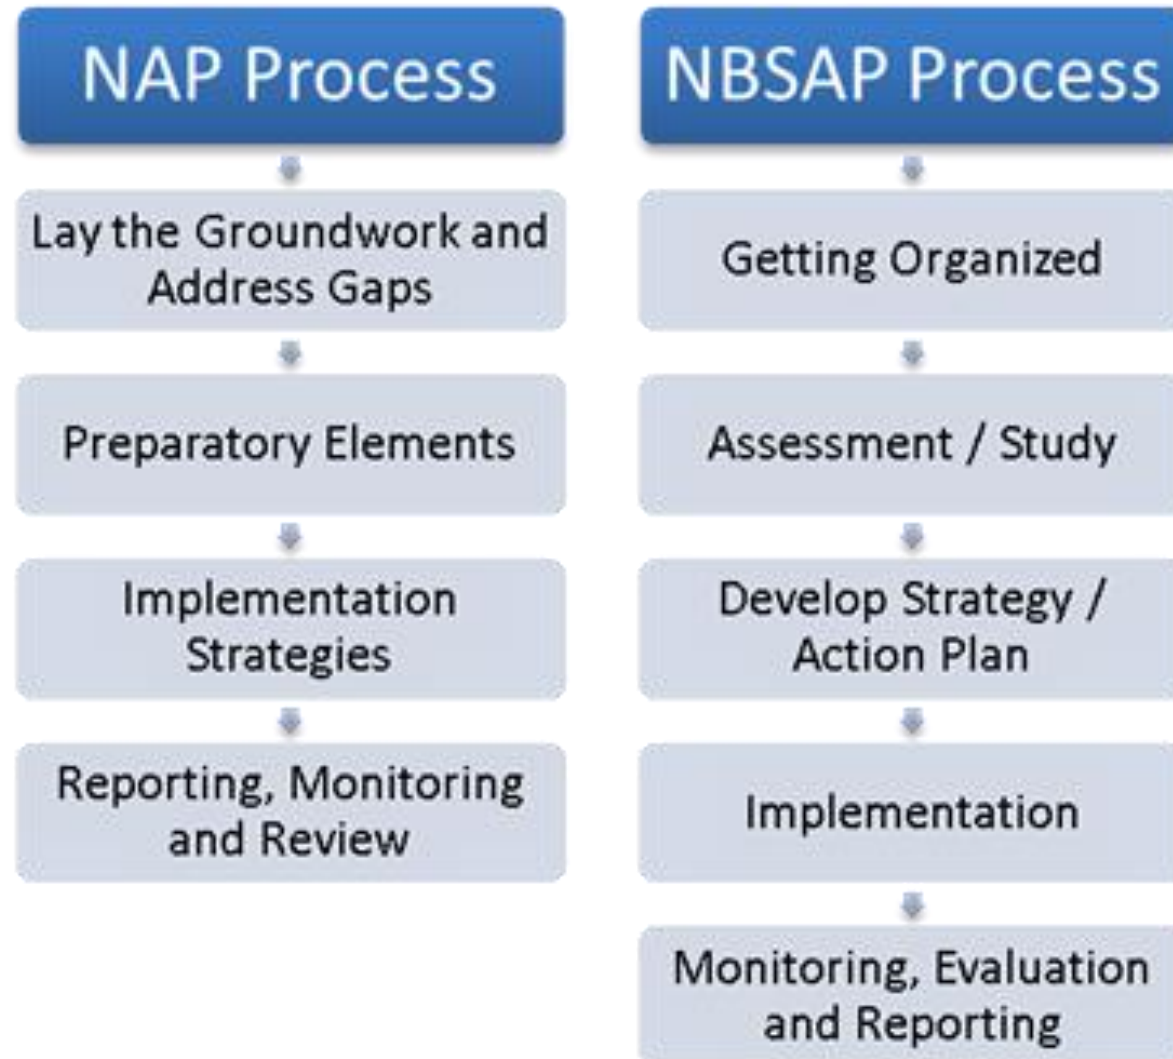 NAP Process
Lay the Groundwork and
Address Gaps
Preparatory Elements
Implementation
Strategies
Reporting, Monitoring
and Review
NBSAP Process
Getting Organized
Assessment / Study
Develop Strategy /
Action Plan
Implementation
Monitoring, Evaluation
and Reporting